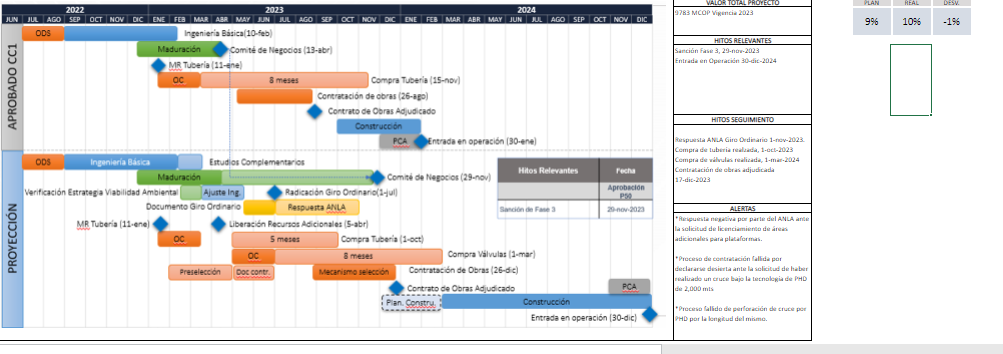 2022 2023 2024
JUN JUL AGO SEP OCT NOV DIC ENE FEB MAR ABR MAY JUN JUL AGO SEP OCT NOV DIC ENE FEB MAR ABR MAY JUN JUL AGO SEP OCT NOV DIC
APROBADO CC1
ODS Ingeniería Básica(10-feb)
Maduración Comité de Negocios (13-abr)
MR Tubería (11-ene)
OC 8 meses Compra Tubería (15-nov)
Contratación de obras (26-ago)
Contrato de Obras Adjudicado
Construcción
PCA Entrada en operación (30-ene)
PROYECCIÓN
ODS Ingeniería Básica Estudios Complementarios
Maduración Comité de Negocios (29-nov)
Verificación Estrategia Viabilidad Ambiental Ajuste Ing. Radicación Giro Ordinario(1-jul)
Documento Giro Ordinario Respuesta ANLA
MR Tubería (11-ene) Liberación Recursos Adicionales (5-abr)
OC 5 meses Compra Tubería (1-oct)
OC 8 meses Compra Válvulas (1-mar)
Preselección Doc contr. Mecanismo selección Contratación de Obras (26-dic)
Contrato de Obras Adjudicado PCA
Plan. Constru. Construcción
Entrada en operación (30-dic)
Hitos Relevantes Fecha
Aprobación
P50
Sanción de Fase 3 29-nov-2023
VALOR TOTAL PROYECTO
9783 MCOP Vigencia 2023
HITOS RELEVANTES
Sanción Fase 3, 29-nov-2023
Entrada en Operación 30-dic-2024
HITOS SEGUIMIENTO
Respuesta ANLA Giro Ordinario 1-nov-2023.
Compra de tubería realizada, 1-oct-2023
Compra de válvulas realizada, 1-mar-2024
Contratación de obras adjudicada
17-dic-2023
ALERTAS
*Respuesta negativa por parte del ANLA ante
la solicitud de licenciamiento de áreas
adicionales para plataformas.
*Proceso de contratación fallida por
declararse desierta ante la solicitud de haber
realizado un cruce bajo la tecnología de PHD
de 2,000 mts
*Proceso fallido de perforación de cruce por
PHD por la longitud del mismo.
PLAN REAL DESV.
9% 10% -1%